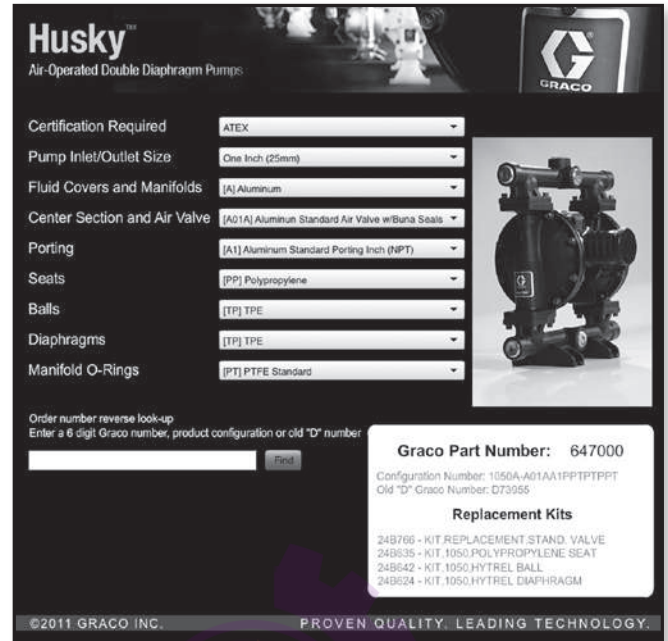 Husky™
Air-Operated Double Diaphragm Pumps
GRACO
Certification Required ATEX
Pump Inlet/Outlet Size One Inch (25mm)
Fluid Covers and Manifolds [A] Aluminum
Center Section and Air Valve [A01A] Aluminun Standard Air Valve w/Buna Seals
Porting [A1] Aluminum Standard Porting Inch (NPT)
Seats [PP] Polypropylene
Balls [TP] TPE
Diaphragms [TP] TPE
Manifold O-Rings [PT] PTFE Standard
Order number reverse look-up
Enter a 6 digit Graco number, product configuration or old "D" number
Find
Graco Part Number: 647000
Configuration Number: 1050A-A01AA1PPTPTPPT
Old "D" Graco Number: D73955
Replacement Kits
24B766 - KIT,REPLACEMENT,STAND. VALVE
24B635 - KIT,1050,POLYPROPYLENE SEAT
24B642 - KIT,1050,HYTREL BALL
24B624 - KIT,1050,HYTREL DIAPHRAGM
©2011 GRACO INC. PROVEN QUALITY. LEADING TECHNOLOGY.